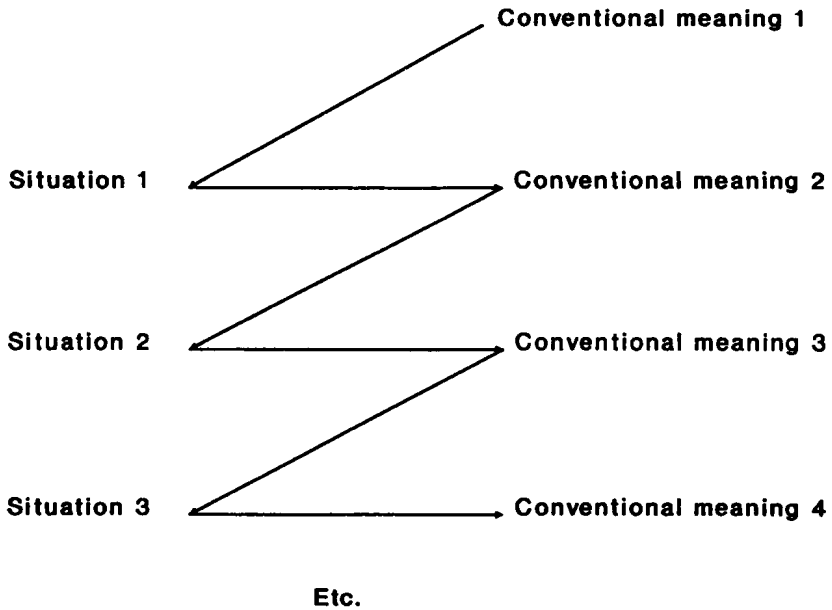 Conventional meaning 1
Situation 1
Conventional meaning 2
Situation 2
Conventional meaning 3
Situation 3
Conventional meaning 4
Etc.